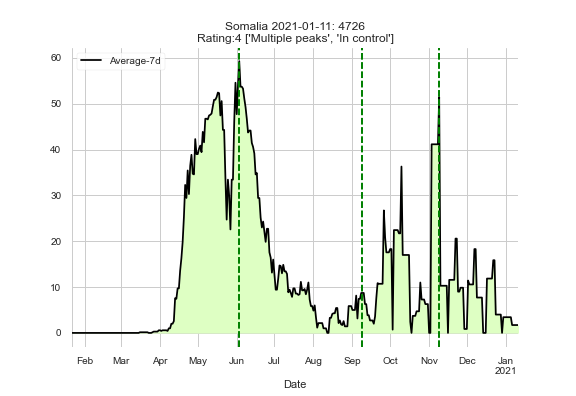 Somalia 2021-01-11: 4726
Rating:4 ['Multiple peaks', 'In control']
Average-7d
60
50
40
30
20
10
0
Feb Mar Apr May Jun Jul Aug Sep Oct Nov Dec Jan
2021
Date